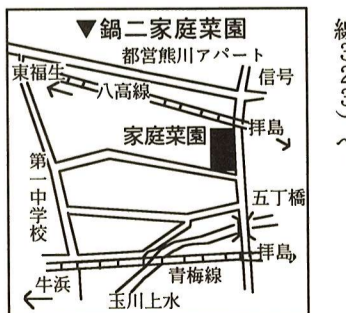 ▼鍋二家庭菜園
都営熊川アパート
東福生
信号
八高線
拝島
家庭菜園
第一中学校
五丁橋
拝島
青梅線
牛浜
玉川上水